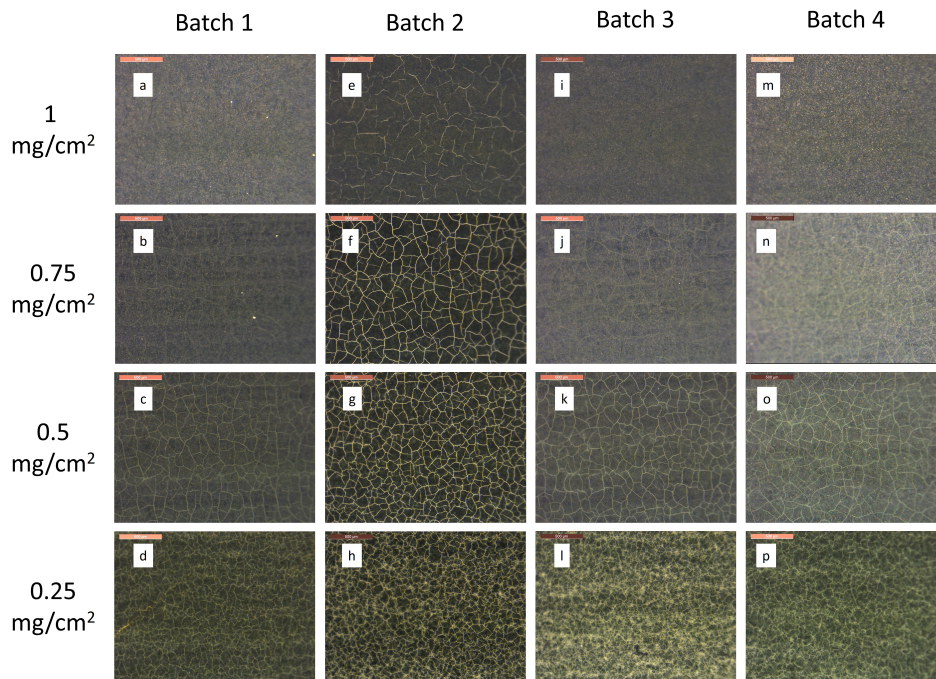 Batch 1 Batch 2 Batch 3 Batch 4
1
mg/cm²
a e i m
0.75
mg/cm²
b f j n
0.5
mg/cm²
c g k o
0.25
mg/cm²
d h l p